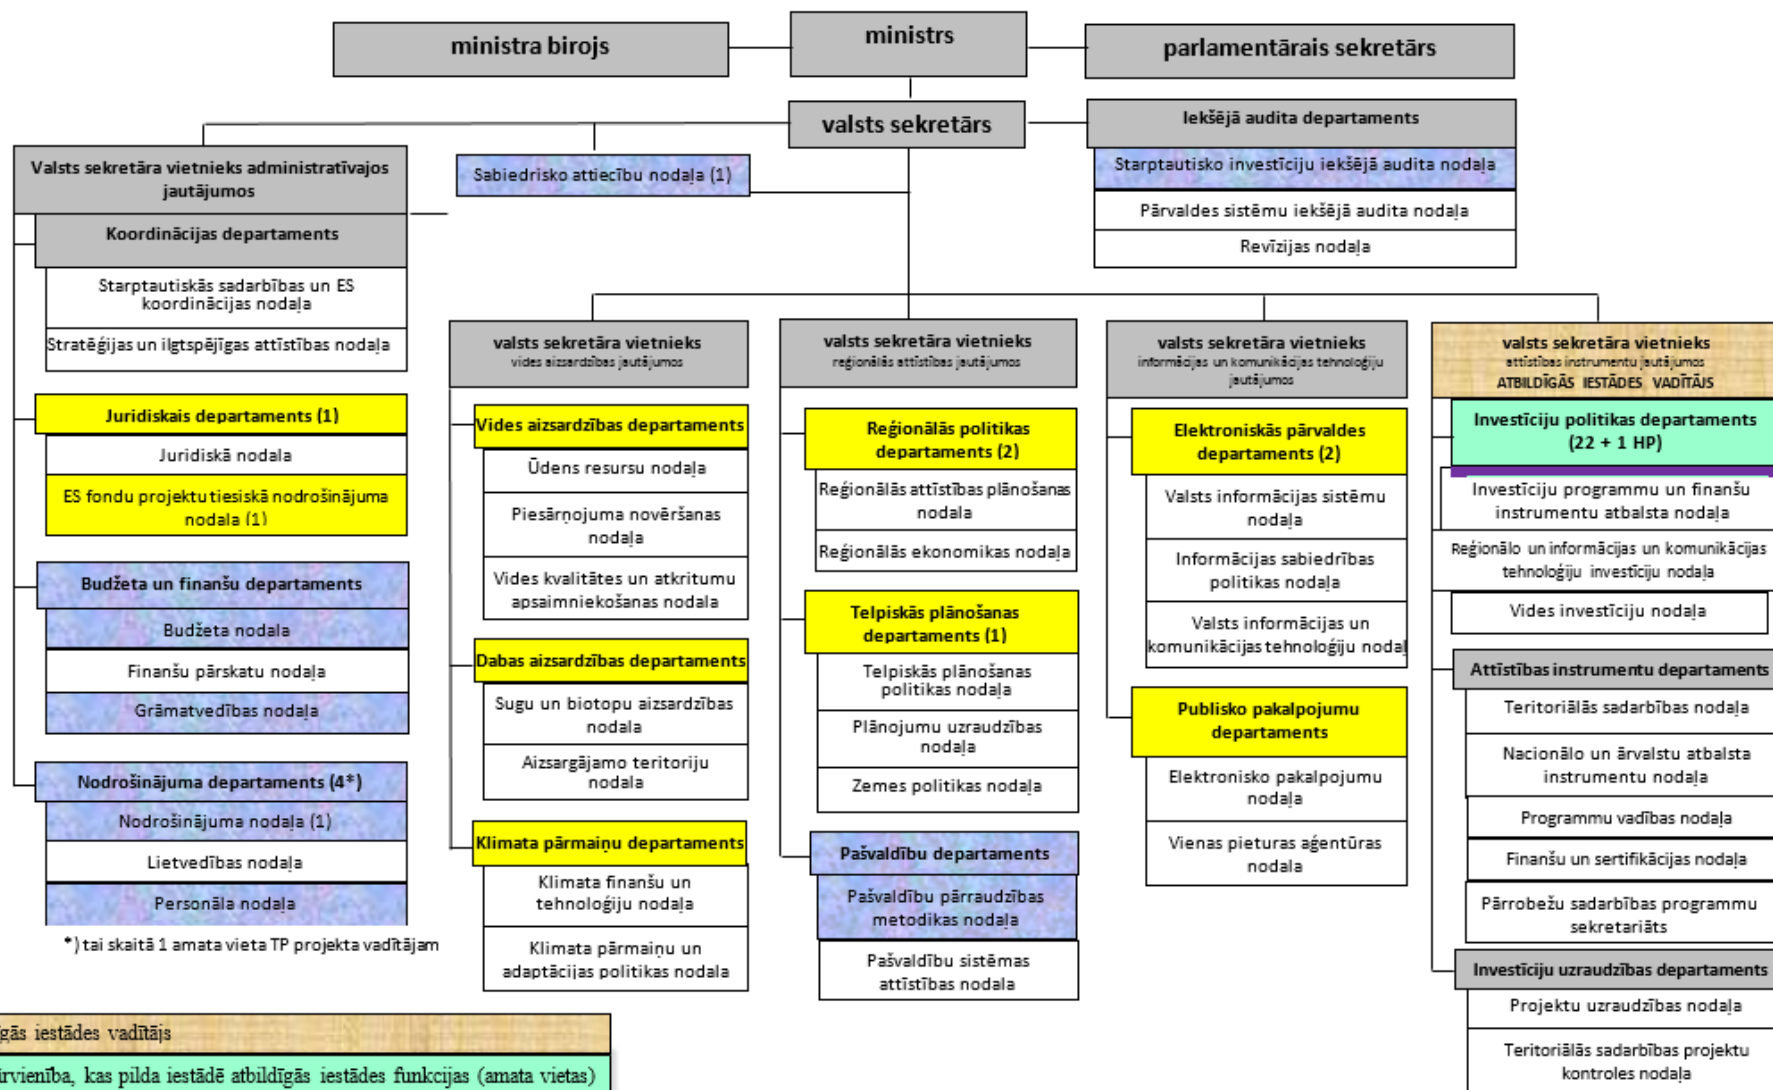 ministra birojs
ministrs
parlamentārais sekretārs
valsts sekretārs
Iekšējā audita departaments
Starptautisko investīciju iekšējā audita nodaļa
Pārvaldes sistēmu iekšējā audita nodaļa
Revīzijas nodaļa
Sabiedrisko attiecību nodaļa (1)
Valsts sekretāra vietnieks administratīvajos
jautājumos
Koordinācijas departaments
Starptautiskās sadarbības un ES
koordinācijas nodaļa
Stratēģijas un ilgtspējīgas attīstības nodaļa
Juridiskais departaments (1)
Juridiskā nodala
ES fondu projektu tiesiskā nodrošinājuma
nodala (1)
Budžeta un finanšu departaments
Budžeta nodala
Finanšu pārskatu nodaļa
Grāmatvedības nodaļa
Nodrošinājuma departaments (4*)
Nodrošinājuma nodaļa (1)
Lietvedības nodaļa
Personāla nodaļa
*) tai skaitā 1 amata vieta TP projekta vadītājam
valsts sekretāra vietnieks
vides aizsardzības jautājumos
Vides aizsardzības departaments
Ūdens resursu nodaļa
Piesārņojuma novēršanas
nodaļa
Vides kvalitātes un atkritumu
apsaimniekošanas nodala
Dabas aizsardzības departaments
Sugu un biotopu aizsardzības
nodala
Aizsargājamo teritoriju
nodala
Klimata pārmaiņu departaments
Klimata finanšu un
tehnoloģiju nodaļa
Klimata pārmaiņu un
adaptācijas politikas nodala
valsts sekretāra vietnieks
reģionālās attīstības jautājumos
Reģionālās politikas
departaments (2)
Reģionālās attīstības plānošanas
nodala
Reģionālās ekonomikas nodaļa
Telpiskās plānošanas
departaments (1)
Telpiskās plānošanas
politikas nodaļa
Plānojumu uzraudzības
nodaļa
Zemes politikas nodaļa
Pašvaldību departaments
Pašvaldību pārraudzības
metodikas nodaļa
Pašvaldību sistēmas
attīstības nodaļa
valsts sekretāra vietnieks
informācijas un komunikācijas tehnoloģiju
jautājumos
Elektroniskās pārvaldes
departaments (2)
Valsts informācijas sistēmu
nodaļa
Informācijas sabiedrības
politikas nodaļa
Valsts informācijas un
komunikācijas tehnoloģiju nodaļ
Publisko pakalpojumu
departaments
Elektronisko pakalpojumu
nodaļa
Vienas pieturas aģentūras
nodala
valsts sekretāra vietnieks
attīstības instrumentu jautājumos
ATBILDĪGĀS IESTĀDES VADĪTĀJS
Investīciju politikas departaments
(22 + 1 HP)
Investīciju programmu un finanšu
instrumentu atbalsta nodaļa
Reģionālo un informācijas un komunikācijas
tehnoloģiju investīciju nodaļa
Vides investīciju nodaļa
Attīstības instrumentu departaments
Teritoriālās sadarbības nodaļa
Nacionālo un ārvalstu atbalsta
instrumentu nodaļa
Programmu vadības nodaļa
Finanšu un sertifikācijas nodaļa
Pārrobežu sadarbības programmu
sekretariāts
Investīciju uzraudzības departaments
Projektu uzraudzības nodaļa
Teritoriālās sadarbības projektu
kontroles nodaļa
gās iestādes vadītājs
rvienība, kas pilda iestādē atbildīgās iestādes funkcijas (amata vietas)